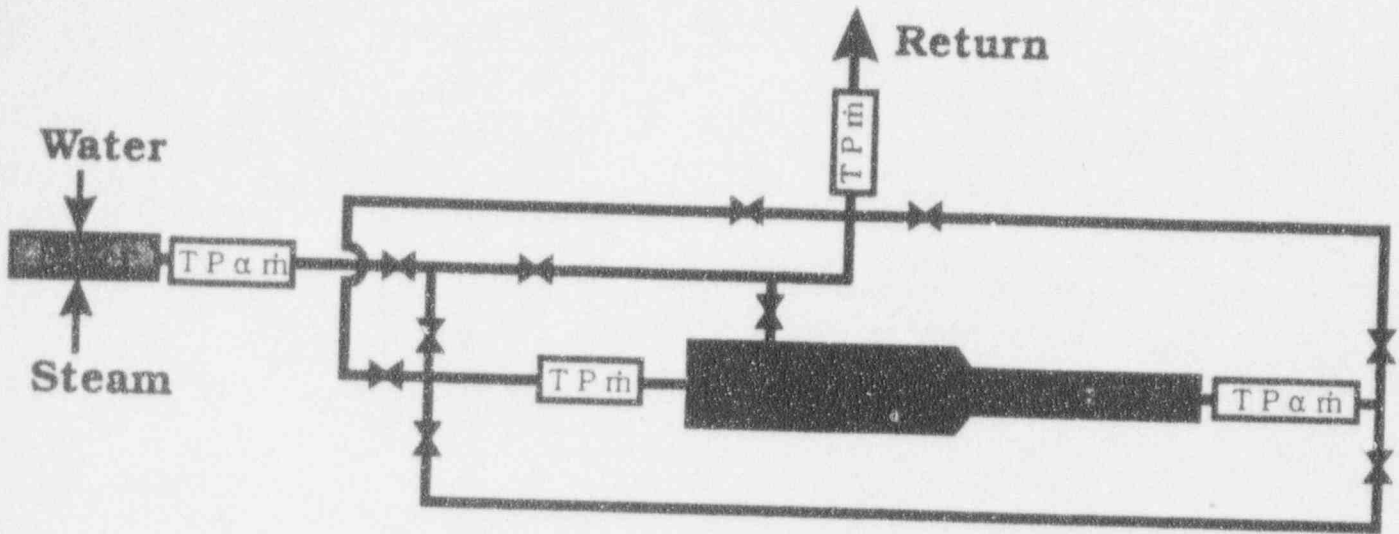 Return
T P ṁ
Water
T P α ṁ
Steam
T P ṁ
T P α ṁ